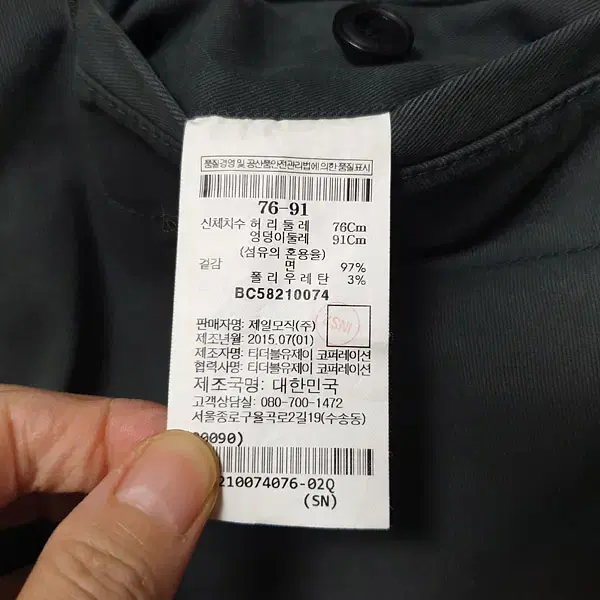 품질경영 및 공산품안전관리법에 의한 품질표시
76-91
신체치수 허 리 둘 레 76Cm
엉덩이둘레 91Cm
(섬유의 혼용율)
겉감 면 97%
폴 리 우 레 탄 3%
BC58210074
판매자명: 제일모직(주)
제조년월: 2015.07(01)
제조자명: 티더블유제이 코퍼레이션
협력사명: 티더블유제이 코퍼레이션
제조국명: 대한민국
고객상담실: 080-700-1472
서울종로구율곡로2길19(수송동)
0090)
210074076-02Q
(SN)